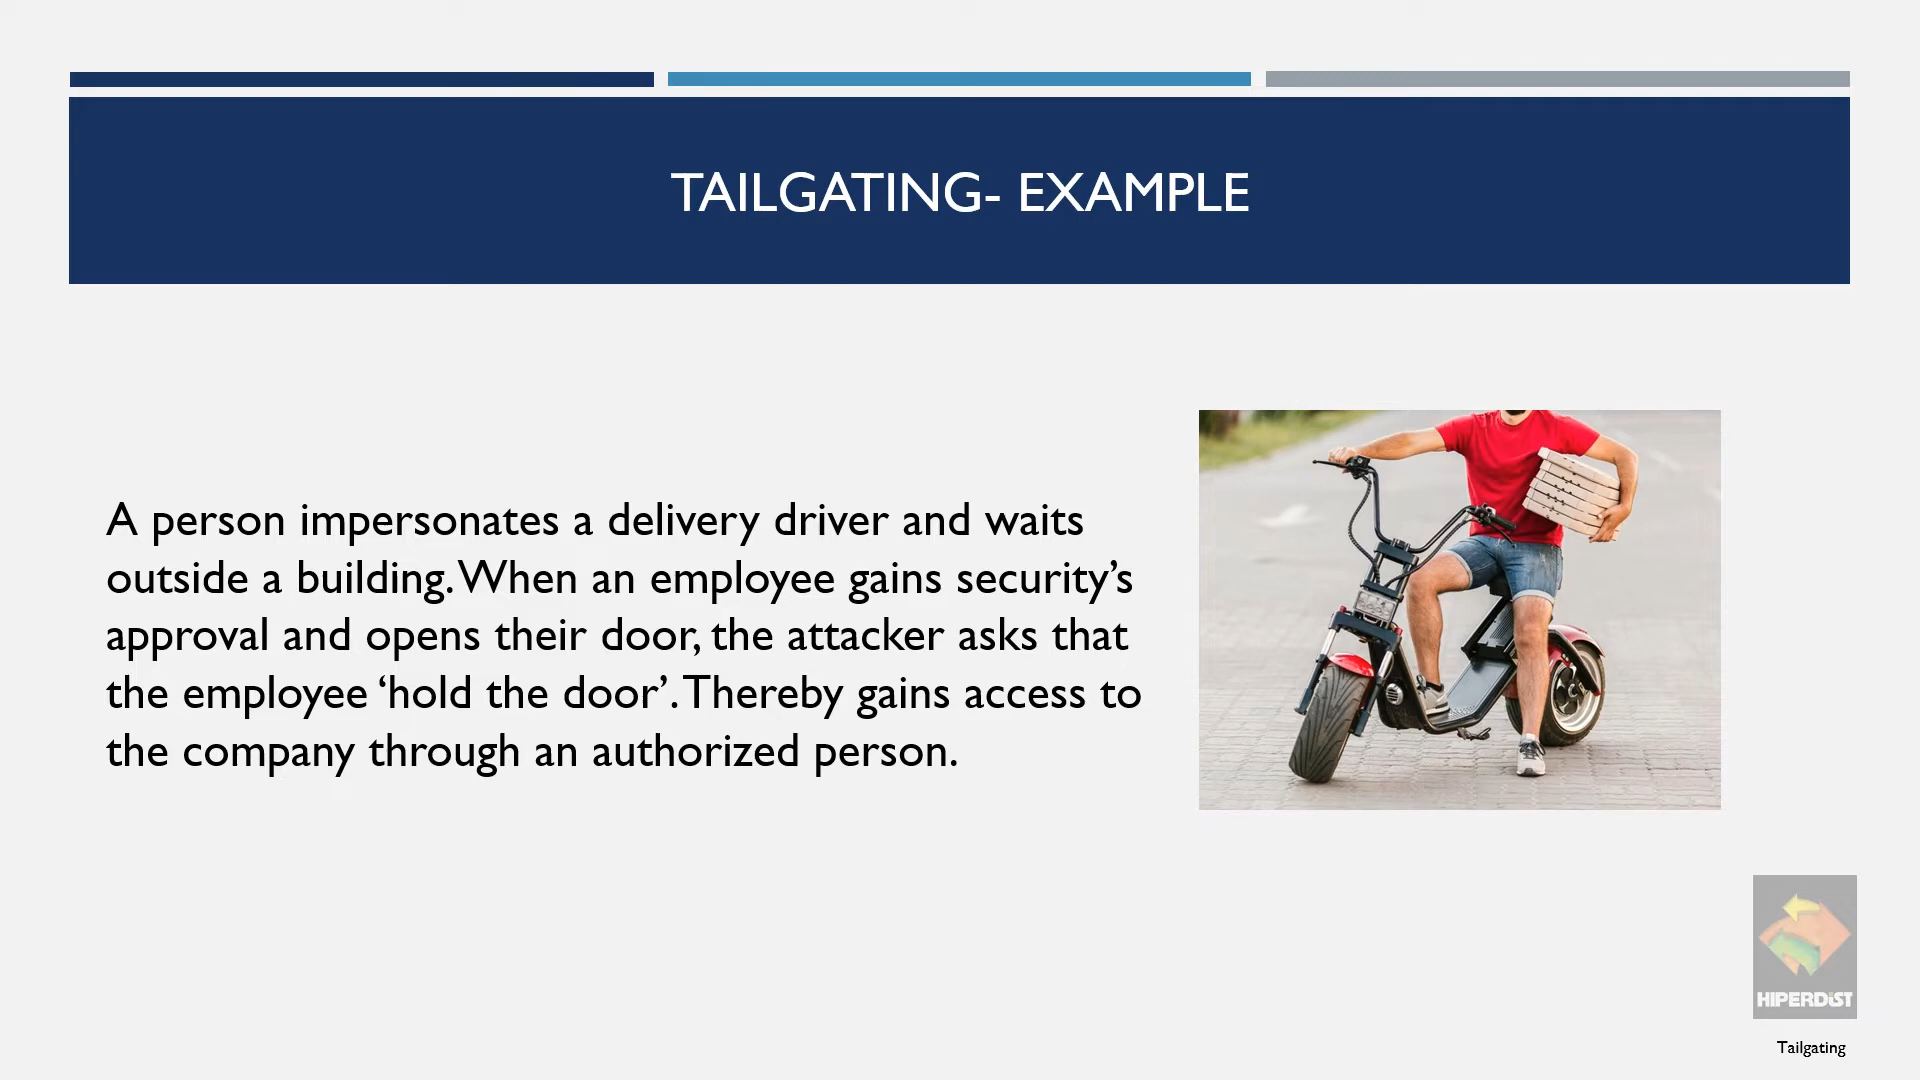 TAILGATING- EXAMPLE
A person impersonates a delivery driver and waits
outside a building. When an employee gains security’s
approval and opens their door, the attacker asks that
the employee ‘hold the door’. Thereby gains access to
the company through an authorized person.
HIPERDIST
Tailgating